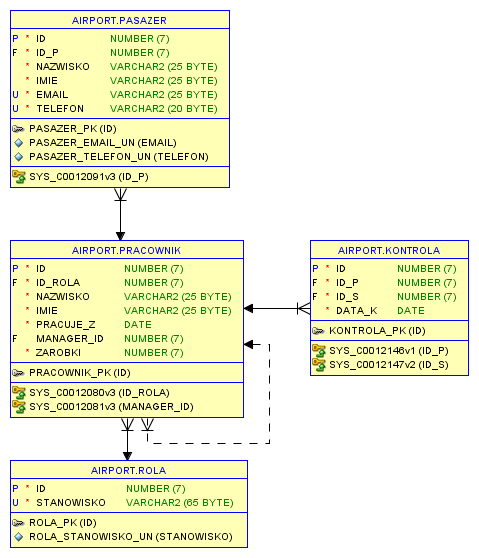 AIRPORT.PASAZER
P * ID NUMBER (7)
F * ID_P NUMBER (7)
* NAZWISKO VARCHAR2 (25 BYTE)
* IMIE VARCHAR2 (25 BYTE)
U * EMAIL VARCHAR2 (25 BYTE)
U * TELEFON VARCHAR2 (20 BYTE)
PASAZER_PK (ID)
PASAZER_EMAIL_UN (EMAIL)
PASAZER_TELEFON_UN (TELEFON)
SYS_C0012091v3 (ID_P)
AIRPORT.PRACOWNIK
P * ID NUMBER (7)
F * ID_ROLA NUMBER (7)
* NAZWISKO VARCHAR2 (25 BYTE)
* IMIE VARCHAR2 (25 BYTE)
* PRACUJE_Z DATE
F MANAGER_ID NUMBER (7)
* ZAROBKI NUMBER (7)
PRACOWNIK_PK (ID)
SYS_C0012080v3 (ID_ROLA)
SYS_C0012081v3 (MANAGER_ID)
AIRPORT.KONTROLA
P * ID NUMBER (7)
F * ID_P NUMBER (7)
F * ID_S NUMBER (7)
* DATA_K DATE
KONTROLA_PK (ID)
SYS_C0012146v1 (ID_P)
SYS_C0012147v2 (ID_S)
AIRPORT.ROLA
P * ID NUMBER (7)
U * STANOWISKO VARCHAR2 (65 BYTE)
ROLA_PK (ID)
ROLA_STANOWISKO_UN (STANOWISKO)